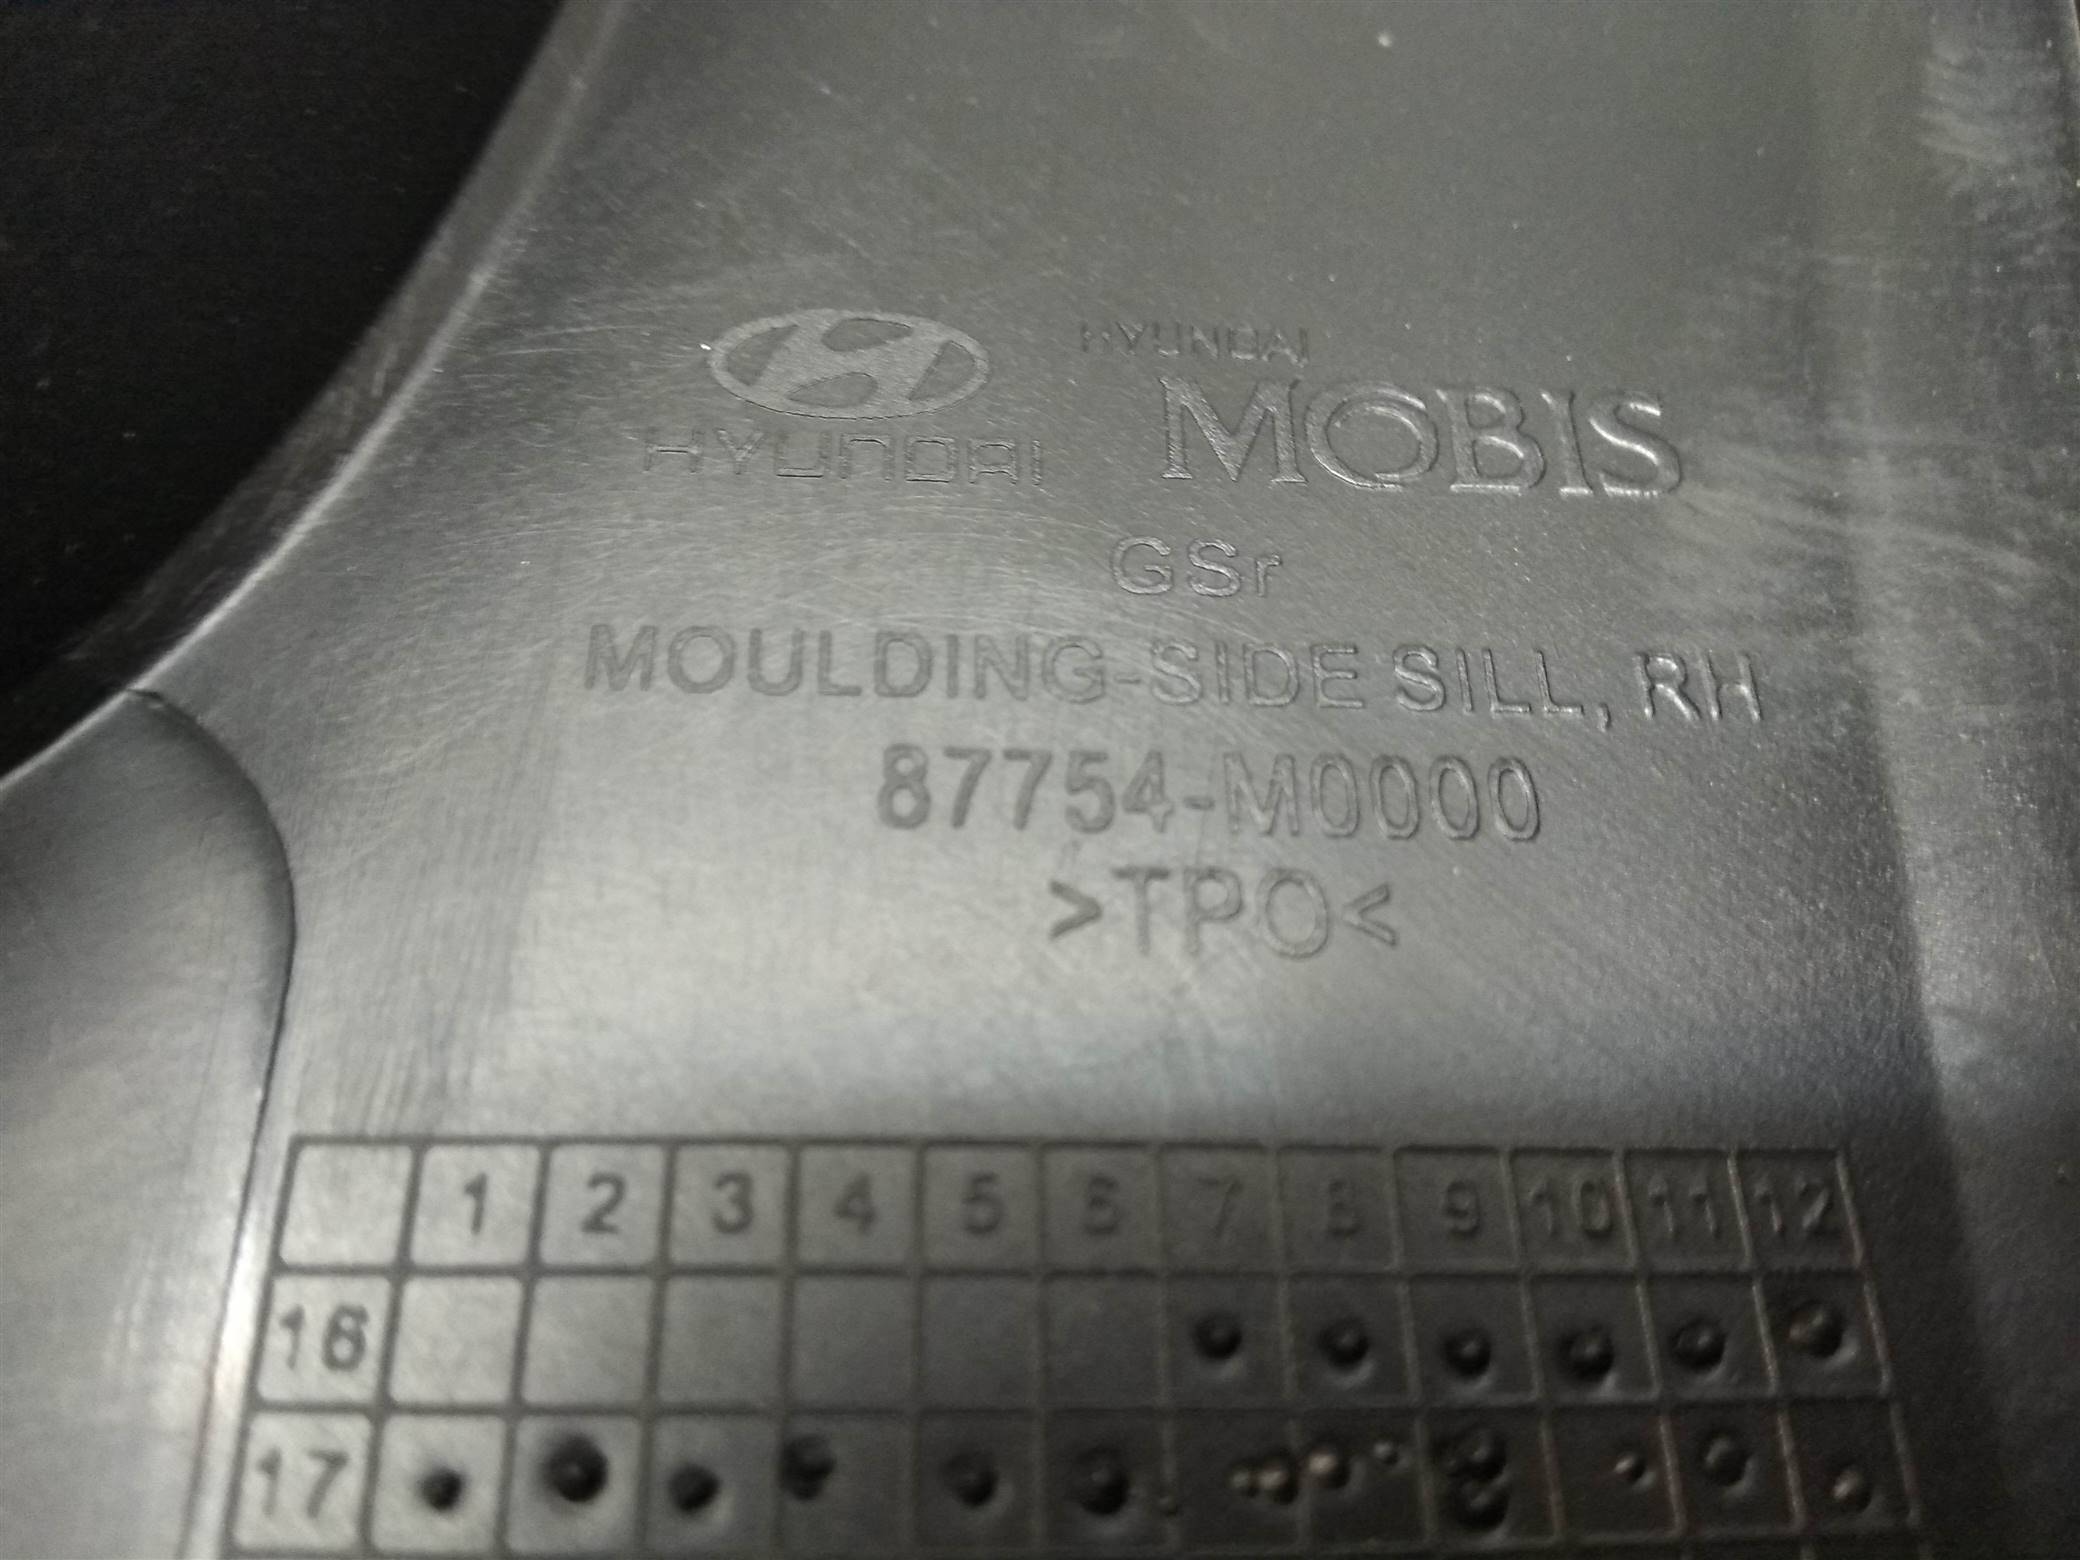 HYUNDAI
HYUNDAI
MOBIS
GSr
MOULDING-SIDE SILL, RH
87754-M0000
>TPO<
1 2 3 4 5 6 7 8 9 10 11 12
16
17